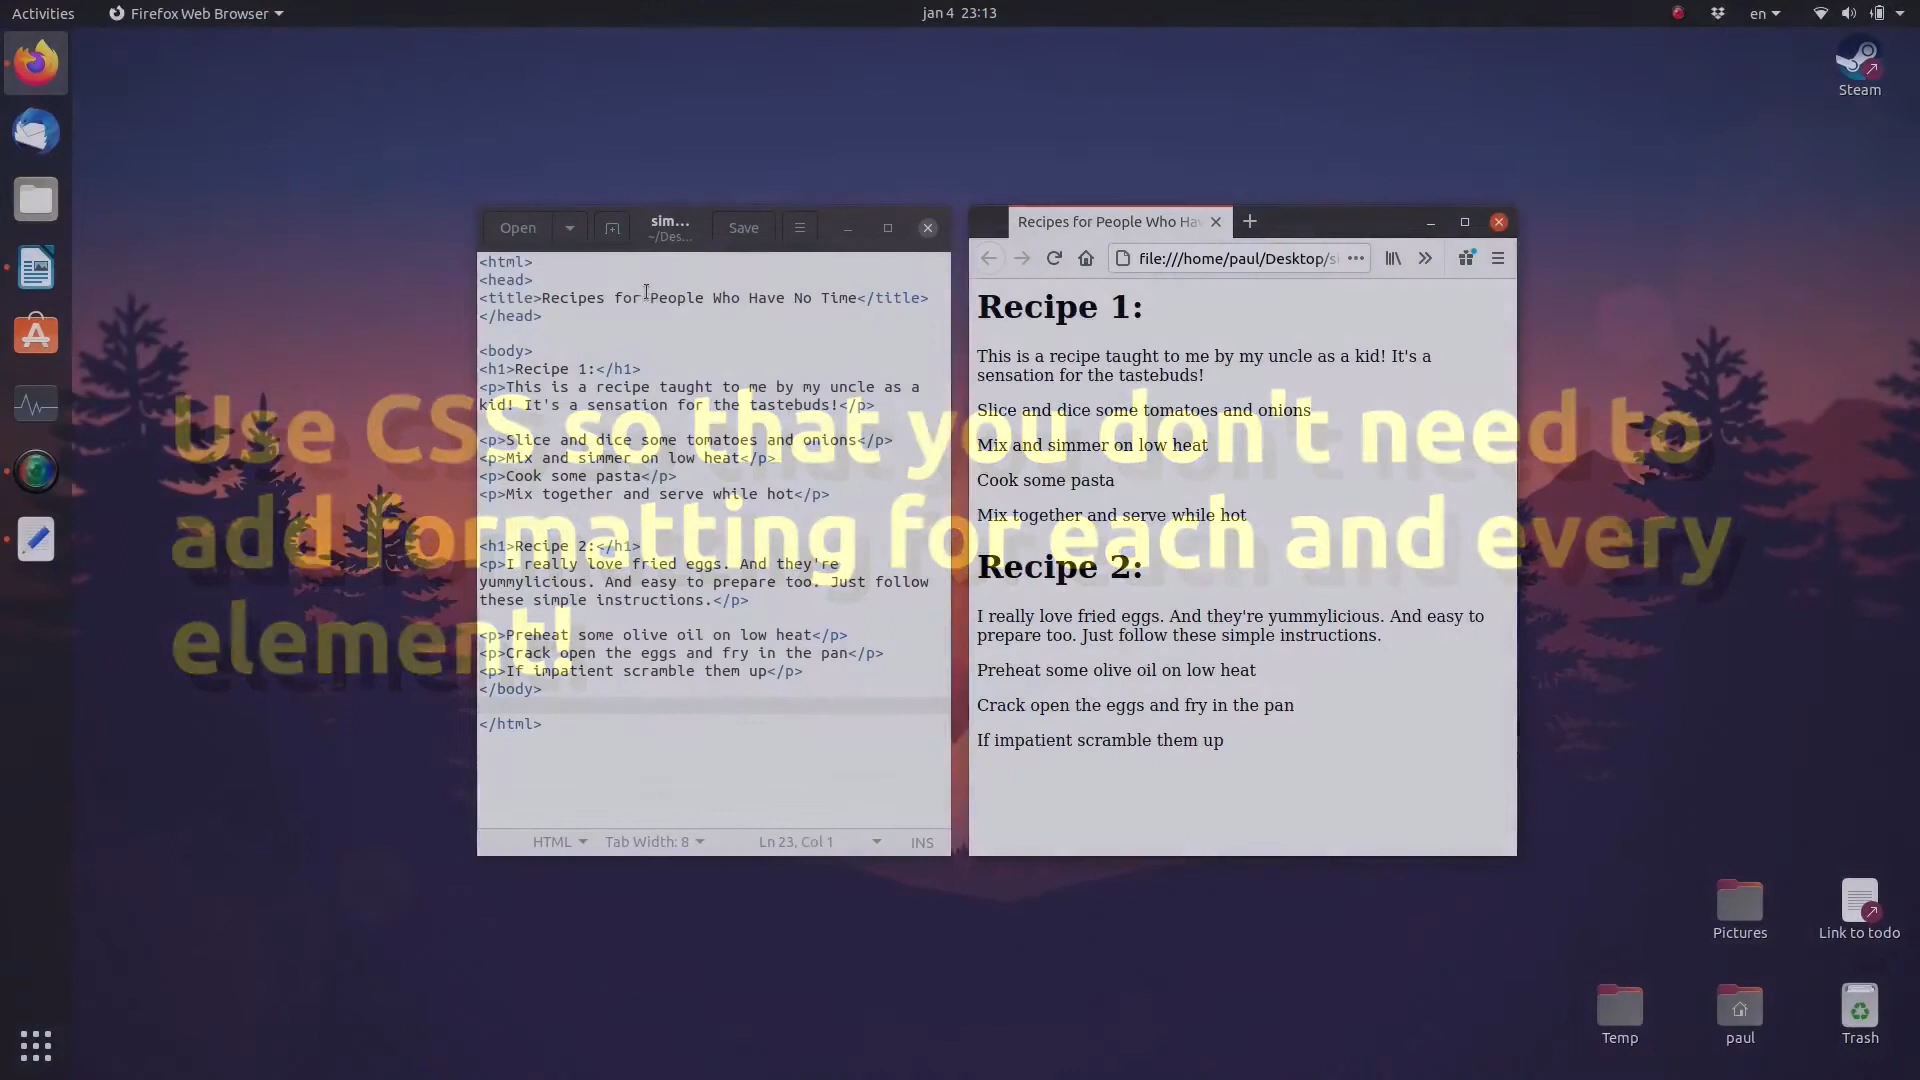 Activities
Firefox Web Browser
jan 4 23:13
en
Steam
Open
sim...
~/Des...
Save
<html>
<head>
<title>Recipes for People Who Have No Time</title>
</head>
<body>
<h1>Recipe 1:</h1>
<p>This is a recipe taught to me by my uncle as a
kid! It's a sensation for the tastebuds!</p>
<p>Slice and dice some tomatoes and onions</p>
<p>Mix and simmer on low heat</p>
<p>Cook some pasta</p>
<p>Mix together and serve while hot</p>
<h1>Recipe 2:</h1>
<p>I really love fried eggs. And they're
yummylicious. And easy to prepare too. Just follow
these simple instructions.</p>
<p>Preheat some olive oil on low heat</p>
<p>Crack open the eggs and fry in the pan</p>
<p>If impatient scramble them up</p>
</body>
</html>
HTML
Tab Width: 8
Ln 23, Col 1
INS
Recipes for People Who Hav
file:///home/paul/Desktop/si
Recipe 1:
This is a recipe taught to me by my uncle as a kid! It's a
sensation for the tastebuds!
Slice and dice some tomatoes and onions
Mix and simmer on low heat
Cook some pasta
Mix together and serve while hot
Recipe 2:
I really love fried eggs. And they're yummylicious. And easy to
prepare too. Just follow these simple instructions.
Preheat some olive oil on low heat
Crack open the eggs and fry in the pan
If impatient scramble them up
Use CSS so that you don't need to
add formatting for each and every
element!
Pictures
Link to todo
Temp
paul
Trash